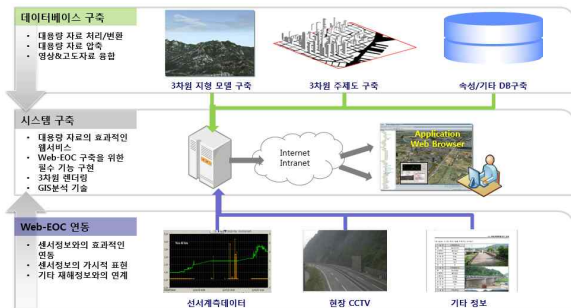 데이터베이스 구축
• 대용량 자료 처리/변환
• 대용량 자료 압축
• 영상&고도자료 융합
3차원 지형 모델 구축
3차원 주제도 구축
속성/기타 DB구축
시스템 구축
• 대용량 자료의 효과적인
웹서비스
• Web-EOC 구축을 위한
필수 기능 구현
• 3차원 렌더링
• GIS분석 기술
Internet
Intranet
Application
Web Browser
Web-EOC 연동
• 센서정보와의 효과적인
연동
• 센서정보의 가시적 표현
• 기타 재해정보와의 연계
선서계측데이터
현장 CCTV
기타 정보